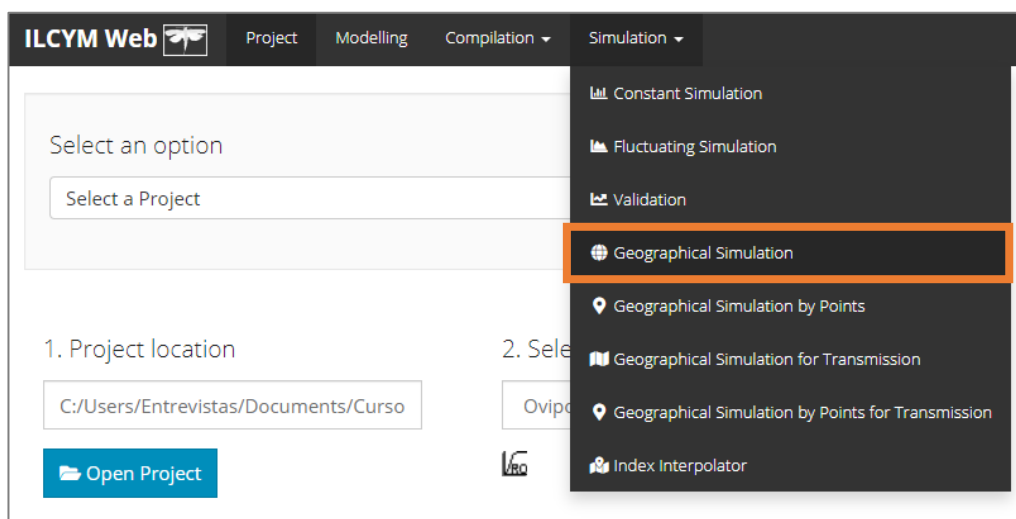 ILCYM Web Project Modelling Compilation Simulation
Constant Simulation
Select an option
Fluctuating Simulation
Select a Project
Validation
Geographical Simulation
Geographical Simulation by Points
1. Project location 2. Sele
Geographical Simulation for Transmission
C:/Users/Entrevistas/Documents/Curso Ovipo
Geographical Simulation by Points for Transmission
Open Project
Index Interpolator